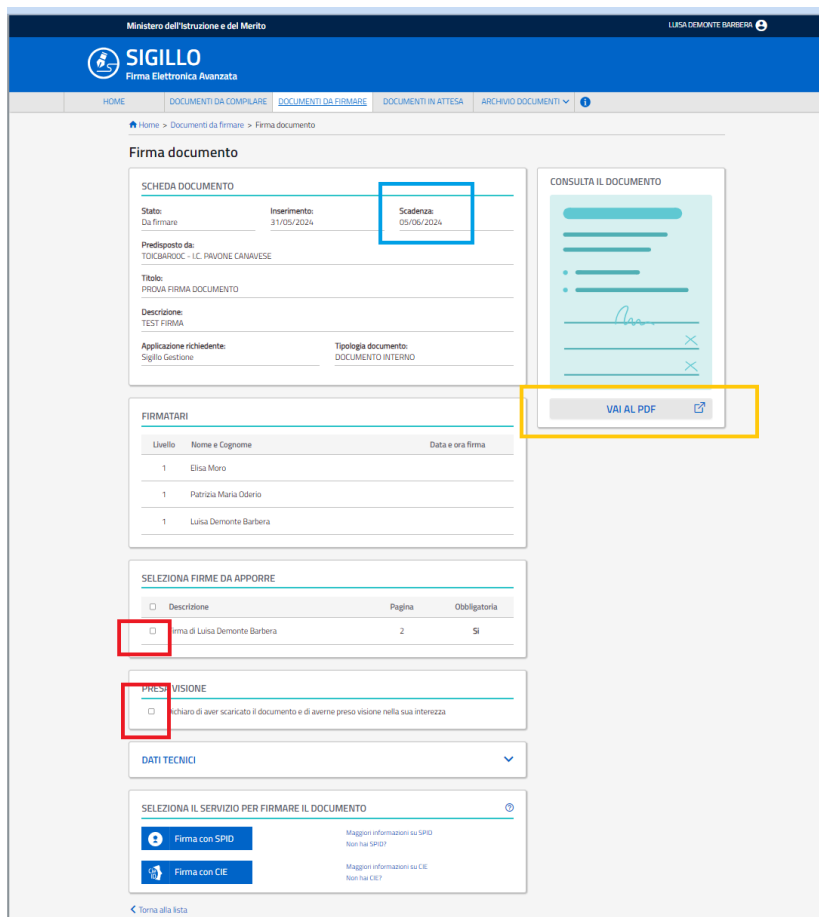 Ministero dell'Istruzione e del Merito
LUISA DEMONTE BARBERA
SIGILLO
Firma Elettronica Avanzata
HOME DOCUMENTI DA COMPILARE DOCUMENTI DA FIRMARE DOCUMENTI IN ATTESA ARCHIVIO DOCUMENTI
Home > Documenti da firmare > Firma documento
Firma documento
SCHEDA DOCUMENTO
Stato: Inserimento: Scadenza:
Da firmare 31/05/2024 05/06/2024
Predisposto da:
TOIC8AR00C - I.C. PAVONE CANAVESE
Titolo:
PROVA FIRMA DOCUMENTO
Descrizione:
TEST FIRMA
Applicazione richiedente: Tipologia documento:
Sigillo Gestione DOCUMENTO INTERNO
CONSULTA IL DOCUMENTO
VAI AL PDF
FIRMATARI
Livello Nome e Cognome Data e ora firma
1 Elisa Moro
1 Patrizia Maria Oderio
1 Luisa Demonte Barbera
SELEZIONA FIRME DA APPORRE
Descrizione Pagina Obbligatoria
Firma di Luisa Demonte Barbera 2 Si
PRESA VISIONE
Dichiaro di aver scaricato il documento e di averne preso visione nella sua interezza
DATI TECNICI
SELEZIONA IL SERVIZIO PER FIRMARE IL DOCUMENTO
Firma con SPID
Maggiori informazioni su SPID
Non hai SPID?
Firma con CIE
Maggiori informazioni su CIE
Non hai CIE?
Torna alla lista